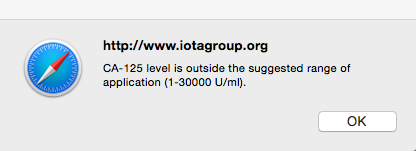 http://www.iotagroup.org
CA-125 level is outside the suggested range of
application (1-30000 U/ml).
OK